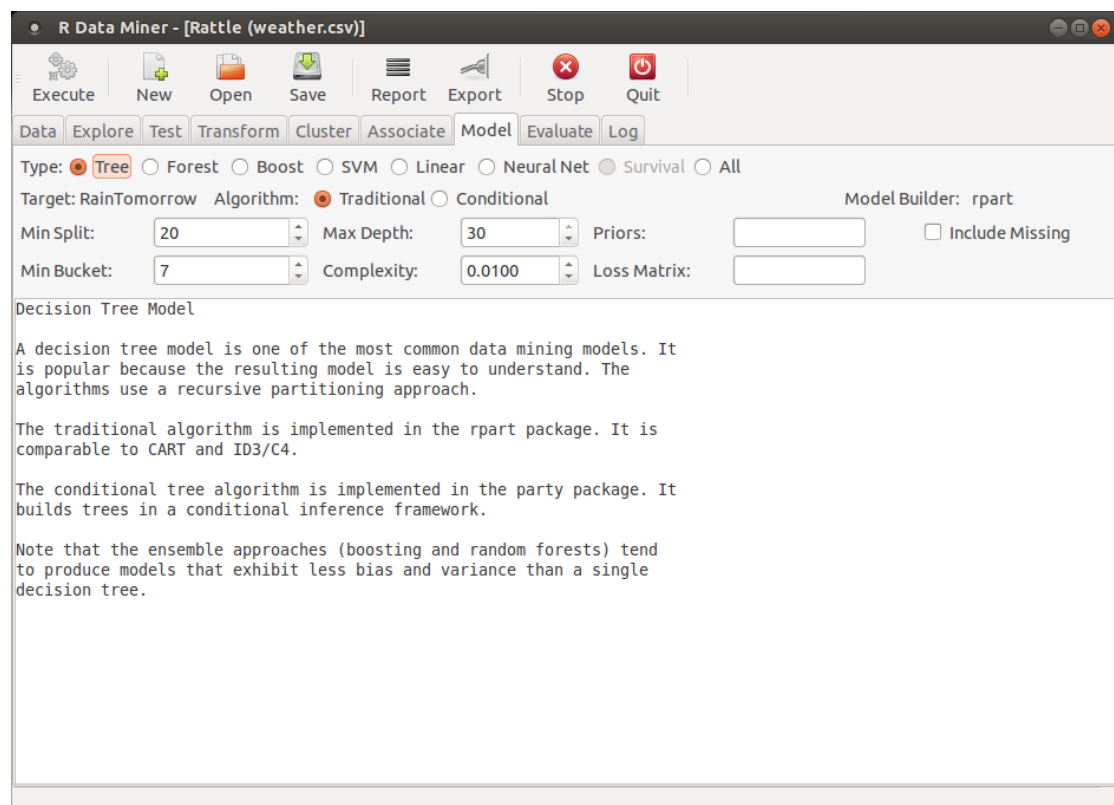 R Data Miner - [Rattle (weather.csv)]
Execute New Open Save Report Export Stop Quit
Data Explore Test Transform Cluster Associate Model Evaluate Log
Type: Tree Forest Boost SVM Linear Neural Net Survival All
Target: RainTomorrow Algorithm: Traditional Conditional Model Builder: rpart
Min Split: 20 Max Depth: 30 Priors: Include Missing
Min Bucket: 7 Complexity: 0.0100 Loss Matrix:
Decision Tree Model
A decision tree model is one of the most common data mining models. It
is popular because the resulting model is easy to understand. The
algorithms use a recursive partitioning approach.
The traditional algorithm is implemented in the rpart package. It is
comparable to CART and ID3/C4.
The conditional tree algorithm is implemented in the party package. It
builds trees in a conditional inference framework.
Note that the ensemble approaches (boosting and random forests) tend
to produce models that exhibit less bias and variance than a single
decision tree.